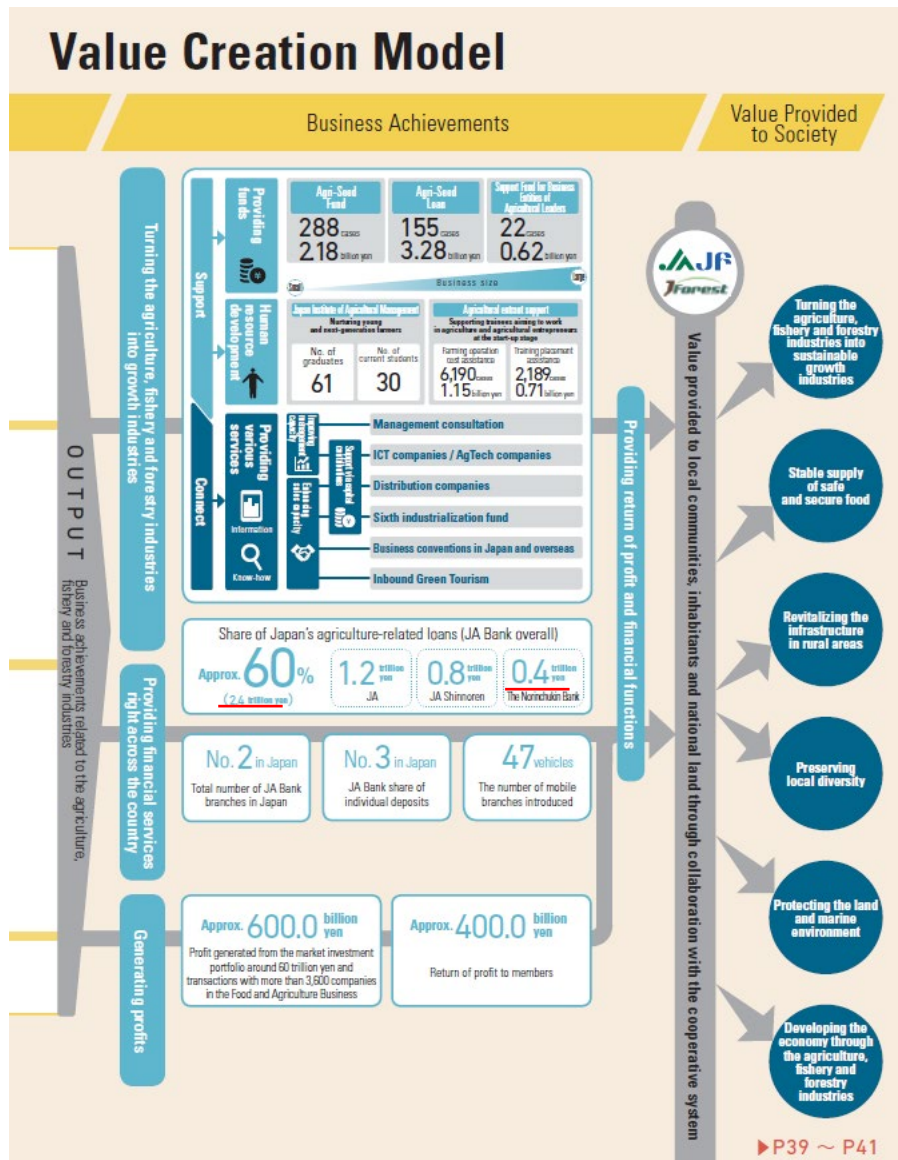 Value Creation Model
Business Achievements
Value Provided
to Society
OUTPUT
Business achievements related to the agriculture,
fishery and forestry industries
Turning the agriculture, fishery and forestry industries
into growth industries
Support
Connect
Providing
funds
Agri-Seed
Fund
288 cases
2.18 billion yen
Agri-Seed
Loan
155 cases
3.28 billion yen
Support Fund for Business
Entities of
Agricultural Leaders
22 cases
0.62 billion yen
Small
Business size
Large
Human
resource
development
Japan Institute of Agricultural Management
Nurturing young
and next-generation farmers
No. of
graduates
61
No. of
current students
30
Agricultural entrant support
Supporting trainees aiming to work
in agriculture and agricultural entrepreneurs
at the start-up stage
Farming operation
cost assistance
6,190 cases
1.15 billion yen
Training placement
assistance
2,189 cases
0.71 billion yen
Providing
various
services
Information
Know-how
Improving
management
capacity
Enhancing
sales capacity
Support via capital
contributions
Management consultation
ICT companies / AgTech companies
Distribution companies
Sixth industrialization fund
Business conventions in Japan and overseas
Inbound Green Tourism
Share of Japan's agriculture-related loans (JA Bank overall)
Approx. 60%
(2.4 trillion yen)
1.2 trillion yen
JA
0.8 trillion yen
JA Shinnoren
0.4 trillion yen
The Norinchukin Bank
Providing financial services
right across the country
No. 2 in Japan
Total number of JA Bank
branches in Japan
No. 3 in Japan
JA Bank share of
individual deposits
47 vehicles
The number of mobile
branches introduced
Generating profits
Approx. 600.0 billion yen
Profit generated from the market investment
portfolio around 60 trillion yen and
transactions with more than 3,600 companies
in the Food and Agriculture Business
Approx. 400.0 billion yen
Return of profit to members
Providing return of profit and financial functions
JA JF
JForest
Value provided to local communities, inhabitants and national land through collaboration with the cooperative system
Turning the
agriculture,
fishery and forestry
industries into
sustainable
growth
industries
Stable supply
of safe
and secure food
Revitalizing the
infrastructure
in rural areas
Preserving
local diversity
Protecting the land
and marine
environment
Developing the
economy through
the agriculture,
fishery and
forestry
industries
▶P39 ～ P41